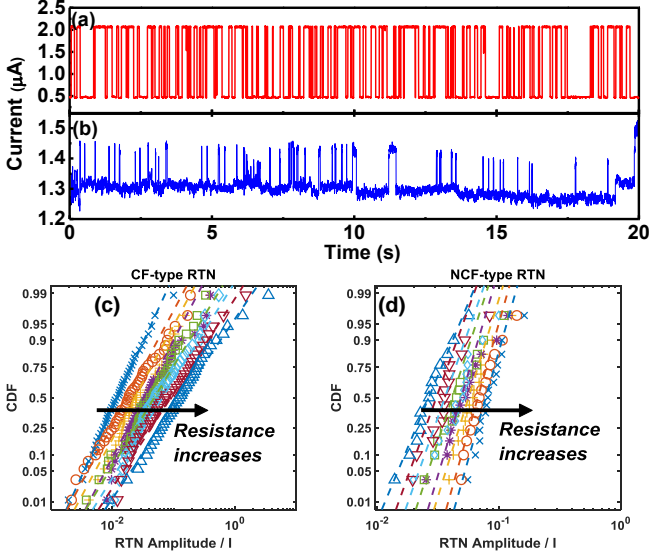 (a)
2.5
2.0
1.5
1.0
0.5
Current (µA)
(b)
1.5
1.4
1.3
1.2
0 5 10 15 20
Time (s)
CF-type RTN
(c)
0.99
0.95
0.9
0.75
0.5
0.25
0.1
0.05
0.01
CDF
Resistance
increases
10-2 100
RTN Amplitude / I
NCF-type RTN
(d)
0.99
0.95
0.9
0.75
0.5
0.25
0.1
0.05
0.01
CDF
Resistance
increases
10-2 10-1 100
RTN Amplitude / I